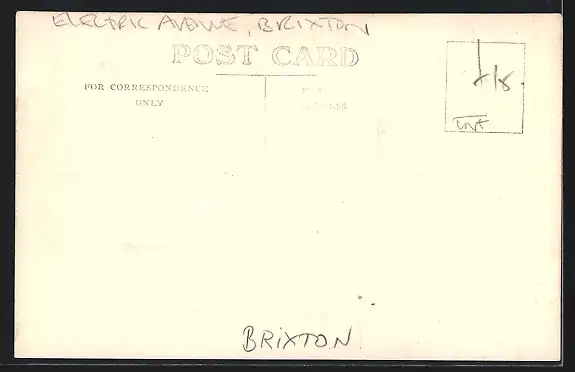 ELECTRIC AVENUE, BRIXTON
POST CARD
FOR CORRESPONDENCE
ONLY
BRIXTON